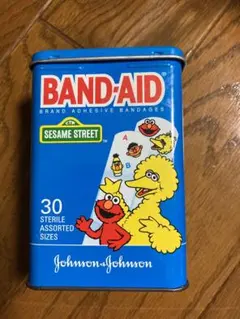 BAND-AID
BRAND ADHESIVE BANDAGES
SESAME STREET
A
B
30
STERILE
ASSORTED
SIZES
Johnson & Johnson